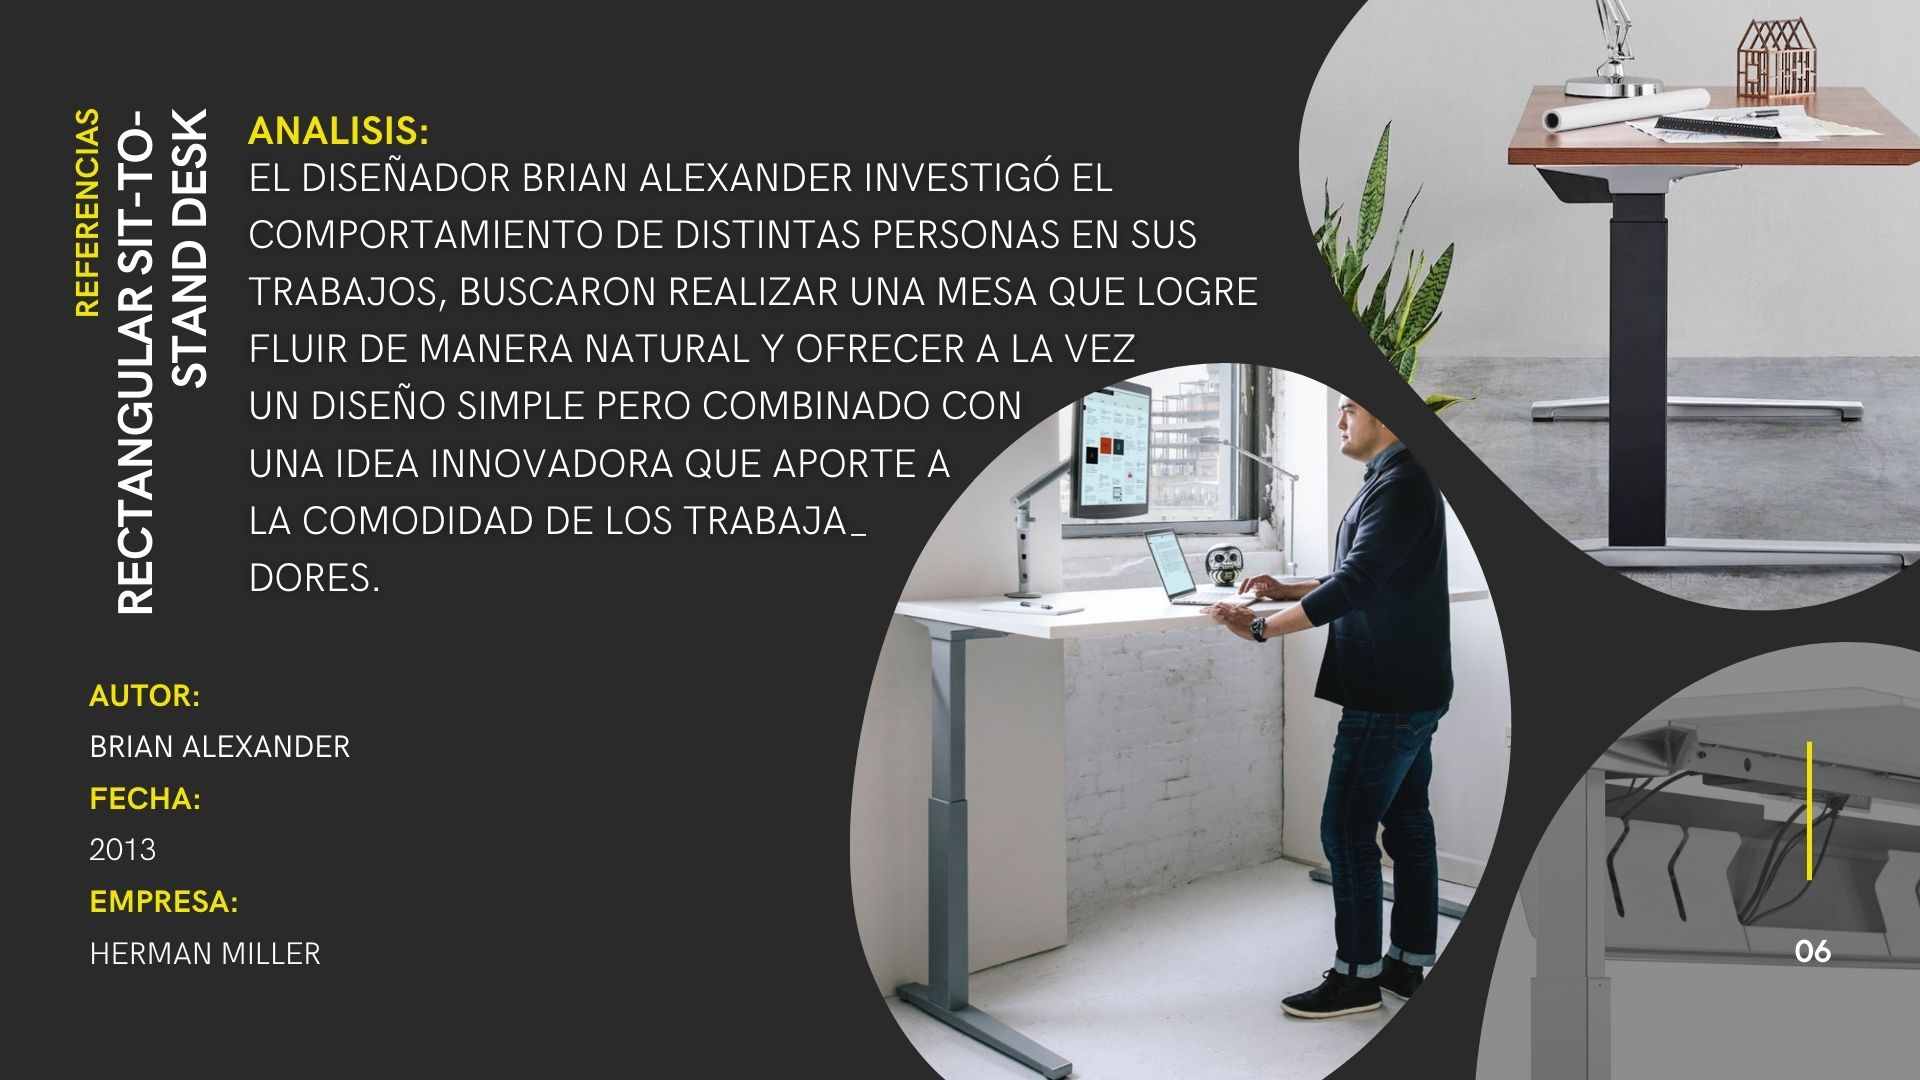 REFERENCIAS
RECTANGULAR SIT-TO-
STAND DESK
ANALISIS:
EL DISEÑADOR BRIAN ALEXANDER INVESTIGÓ EL
COMPORTAMIENTO DE DISTINTAS PERSONAS EN SUS
TRABAJOS, BUSCARON REALIZAR UNA MESA QUE LOGRE
FLUIR DE MANERA NATURAL Y OFRECER A LA VEZ
UN DISEÑO SIMPLE PERO COMBINADO CON
UNA IDEA INNOVADORA QUE APORTE A
LA COMODIDAD DE LOS TRABAJA_
DORES.
AUTOR:
BRIAN ALEXANDER
FECHA:
2013
EMPRESA:
HERMAN MILLER
06